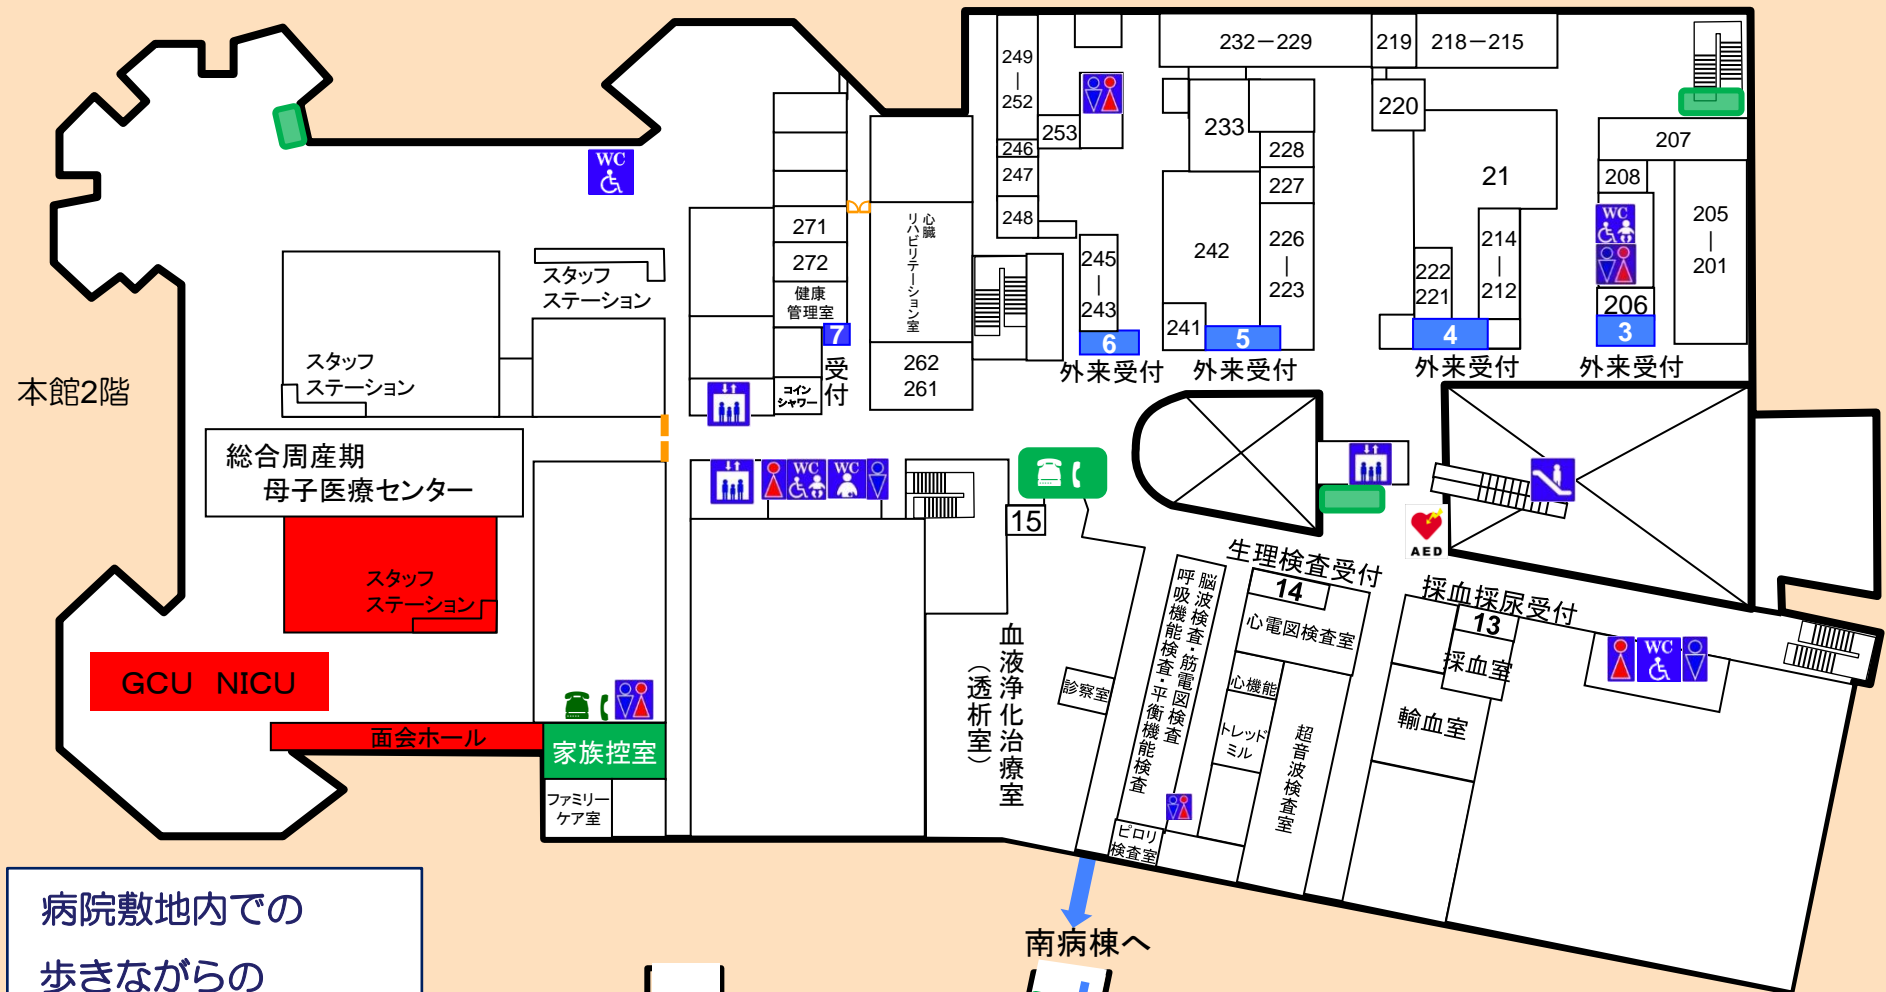 249
|
252
232－229
219
218－215
253
246
247
248
233
228
227
220
21
207
208
205
|
201
WC
WC
206
3
外来受付
214
|
212
222
221
4
外来受付
226
|
223
242
241
5
外来受付
245
|
243
6
外来受付
心臓
リハビリテーション室
262
261
271
272
健康
管理室
7
受付
コイン
シャワー
スタッフ
ステーション
スタッフ
ステーション
本館2階
総合周産期
母子医療センター
スタッフ
ステーション
GCU NICU
面会ホール
家族控室
ファミリー
ケア室
WC
WC
15
血液浄化治療室
（透析室）
診察室
脳波検査・筋電図検査
呼吸機能検査・平衡機能検査
ピロリ
検査室
生理検査受付
14
心電図検査室
心機能
トレッド
ミル
超音波検査室
AED
採血採尿受付
13
採血室
輸血室
WC
南病棟へ
病院敷地内での
歩きながらの